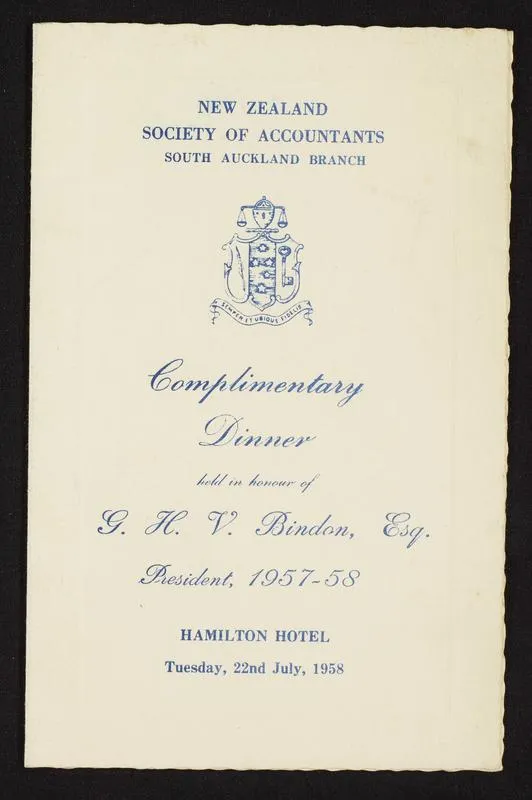 NEW ZEALAND
SOCIETY OF ACCOUNTANTS
SOUTH AUCKLAND BRANCH
SEMPER ET UBIQUE FIDELIS
Complimentary
Dinner
held in honour of
G. H. V. Bindon, Esq.
President, 1957-58
HAMILTON HOTEL
Tuesday, 22nd July, 1958